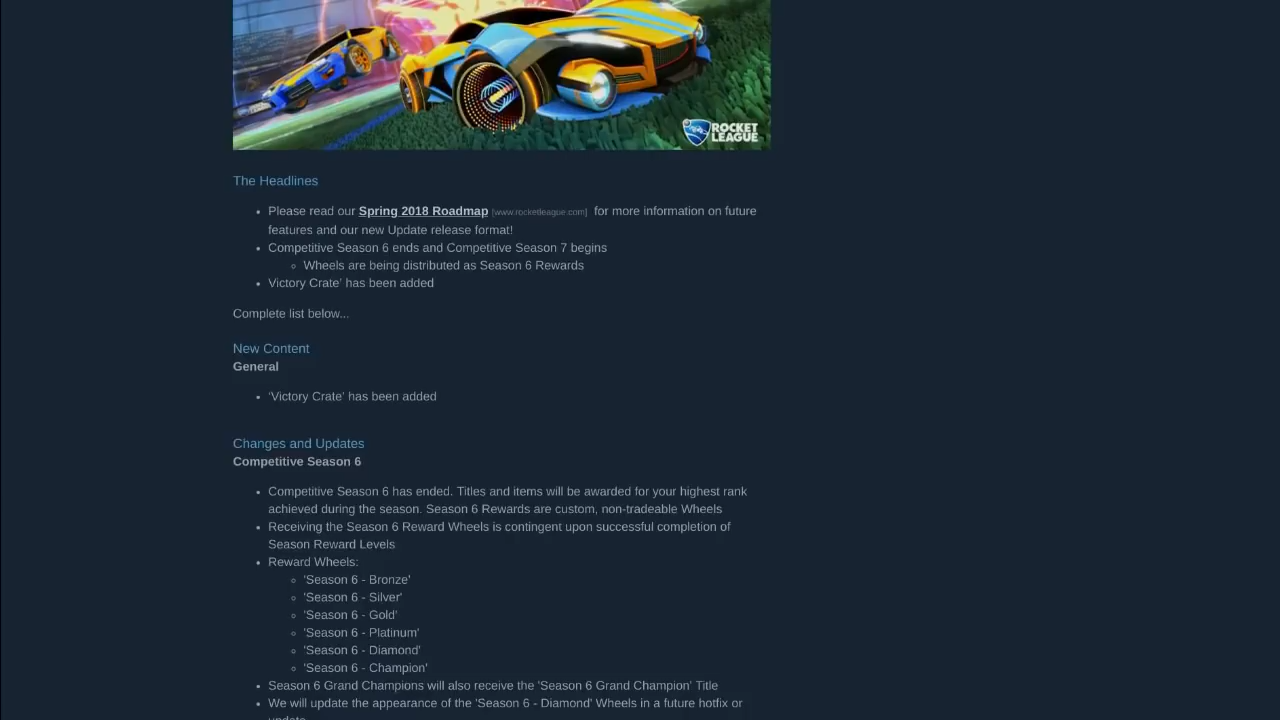 ROCKET
LEAGUE
The Headlines
• Please read our Spring 2018 Roadmap [www.rocketleague.com] for more information on future
features and our new Update release format!
• Competitive Season 6 ends and Competitive Season 7 begins
◦ Wheels are being distributed as Season 6 Rewards
• Victory Crate' has been added
Complete list below...
New Content
General
• 'Victory Crate' has been added
Changes and Updates
Competitive Season 6
• Competitive Season 6 has ended. Titles and items will be awarded for your highest rank
achieved during the season. Season 6 Rewards are custom, non-tradeable Wheels
• Receiving the Season 6 Reward Wheels is contingent upon successful completion of
Season Reward Levels
• Reward Wheels:
◦ 'Season 6 - Bronze'
◦ 'Season 6 - Silver'
◦ 'Season 6 - Gold'
◦ 'Season 6 - Platinum'
◦ 'Season 6 - Diamond'
◦ 'Season 6 - Champion'
• Season 6 Grand Champions will also receive the 'Season 6 Grand Champion' Title
• We will update the appearance of the 'Season 6 - Diamond' Wheels in a future hotfix or
update